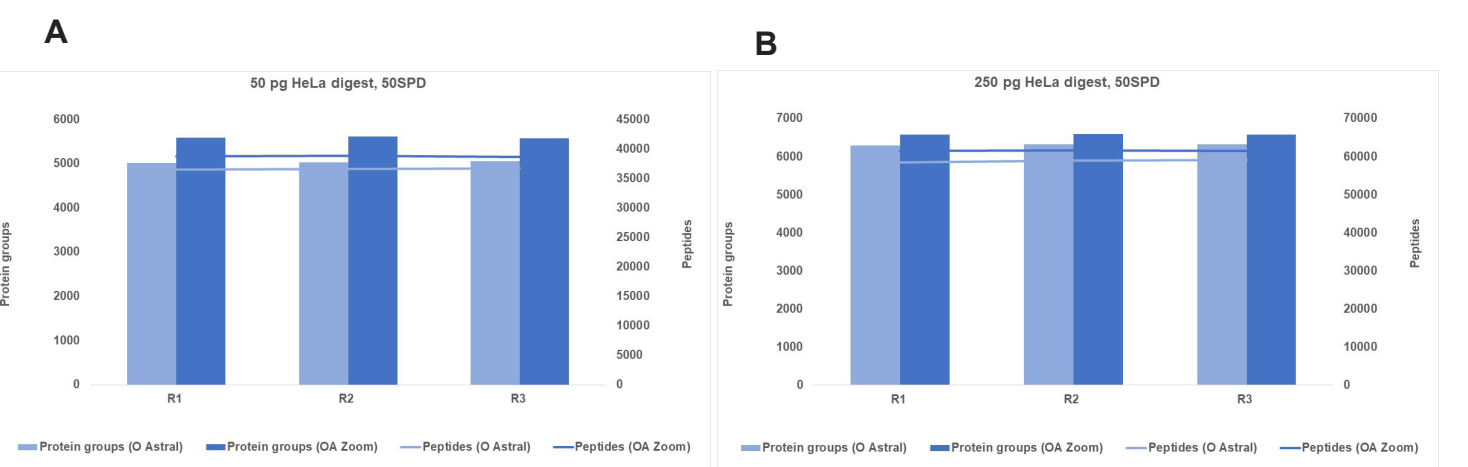 A
50 pg HeLa digest, 50SPD
6000
5000
4000
3000
2000
1000
0
Protein groups
45000
40000
35000
30000
25000
20000
15000
10000
5000
0
Peptides
R1 R2 R3
Protein groups (O Astral) Protein groups (OA Zoom) Peptides (O Astral) Peptides (OA Zoom)
B
250 pg HeLa digest, 50SPD
7000
6000
5000
4000
3000
2000
1000
0
Protein groups
70000
60000
50000
40000
30000
20000
10000
0
Peptides
R1 R2 R3
Protein groups (O Astral) Protein groups (OA Zoom) Peptides (O Astral) Peptides (OA Zoom)